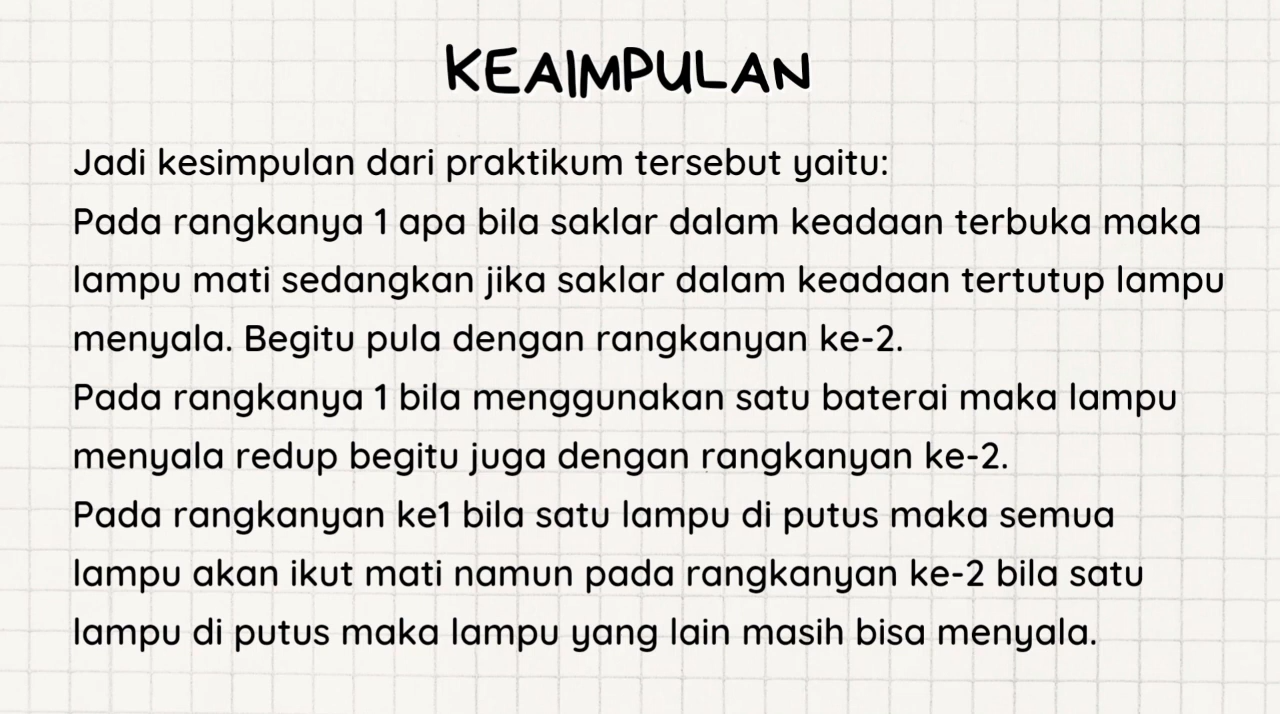 KEAIMPULAN
Jadi kesimpulan dari praktikum tersebut yaitu:
Pada rangkanya 1 apa bila saklar dalam keadaan terbuka maka
lampu mati sedangkan jika saklar dalam keadaan tertutup lampu
menyala. Begitu pula dengan rangkanyan ke-2.
Pada rangkanya 1 bila menggunakan satu baterai maka lampu
menyala redup begitu juga dengan rangkanyan ke-2.
Pada rangkanyan ke1 bila satu lampu di putus maka semua
lampu akan ikut mati namun pada rangkanyan ke-2 bila satu
lampu di putus maka lampu yang lain masih bisa menyala.